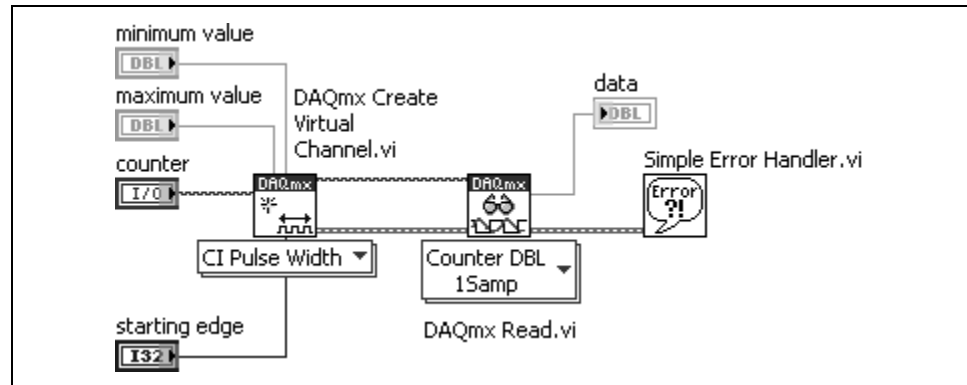 minimum value
DBL
maximum value
DBL
DAQmx Create
Virtual
Channel.vi
data
DBL
counter
I/O
DAQmx
DAQmx
Simple Error Handler.vi
Error
?!
CI Pulse Width
Counter DBL
1Samp
starting edge
I32
DAQmx Read.vi